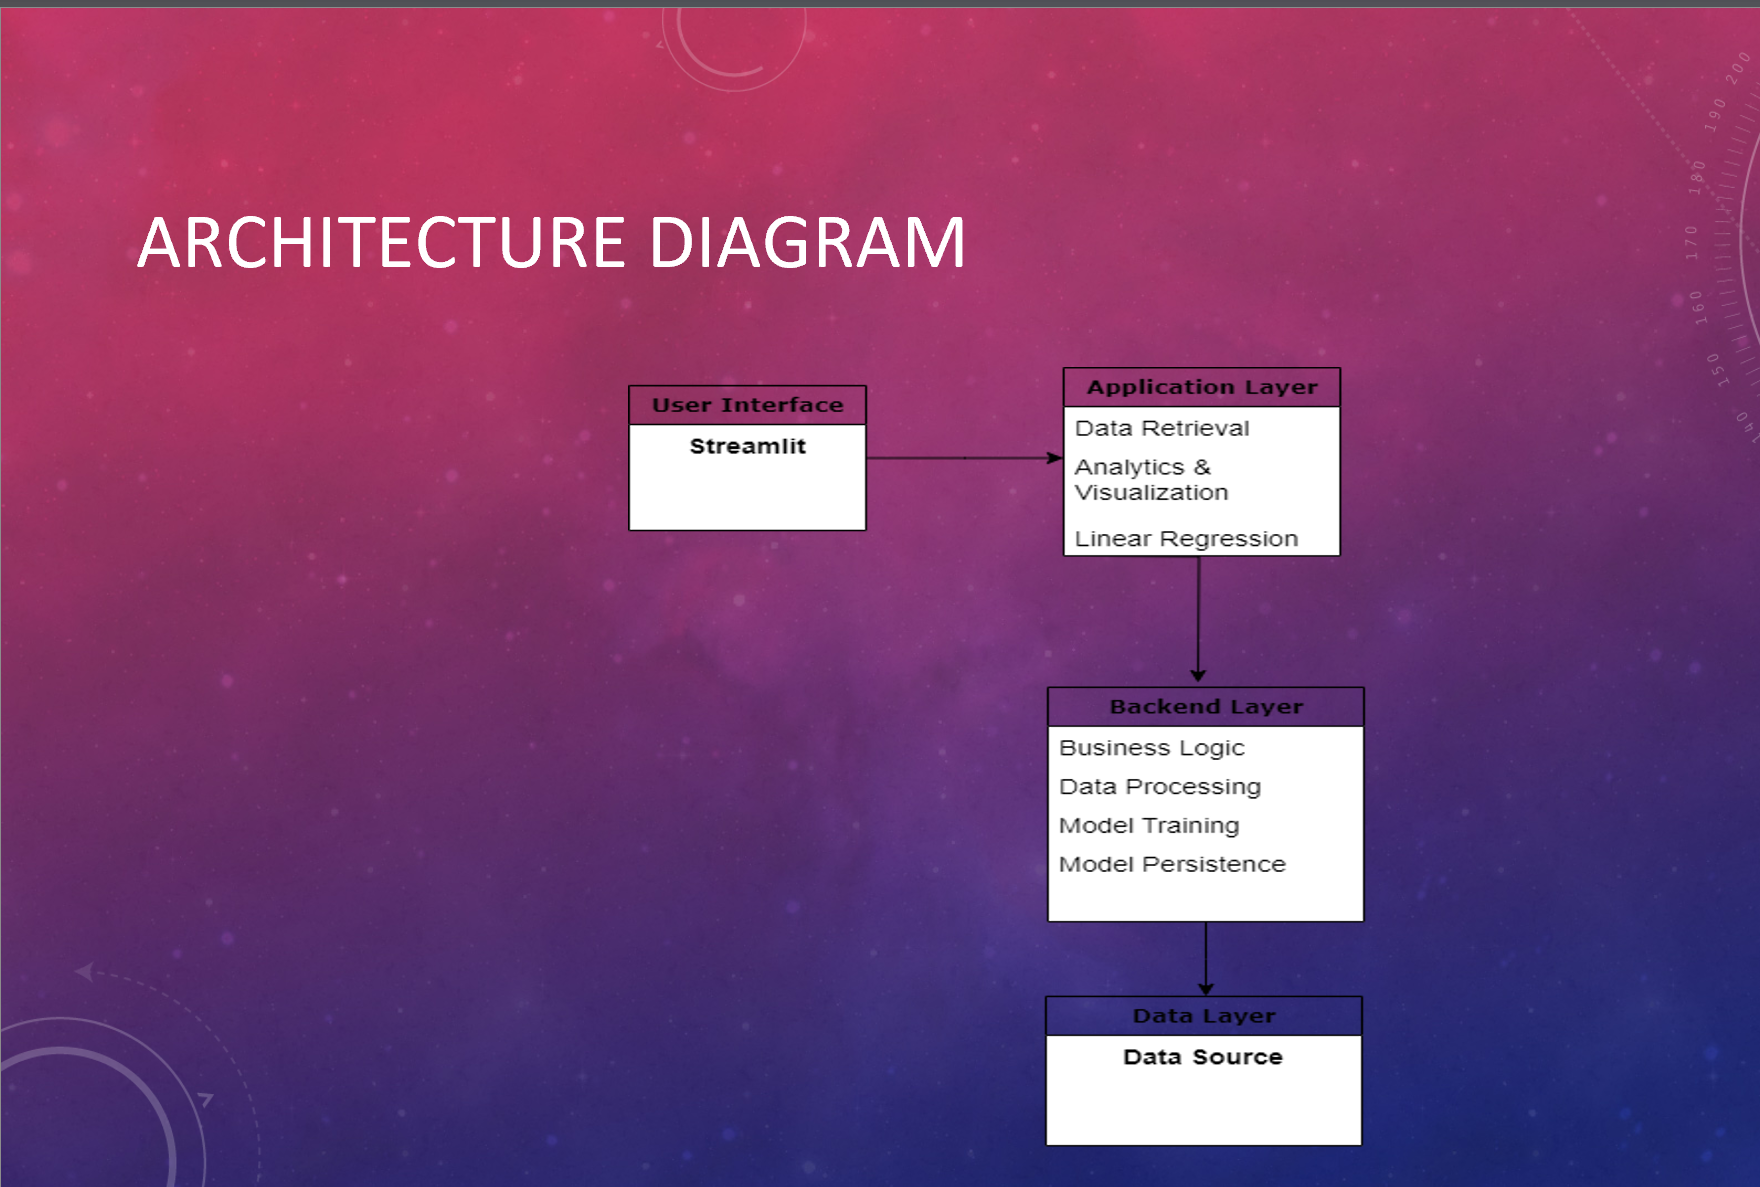 ARCHITECTURE DIAGRAM
User Interface
Streamlit
Application Layer
Data Retrieval
Analytics &
Visualization
Linear Regression
Backend Layer
Business Logic
Data Processing
Model Training
Model Persistence
Data Layer
Data Source
200
190
180
170
160
150
140